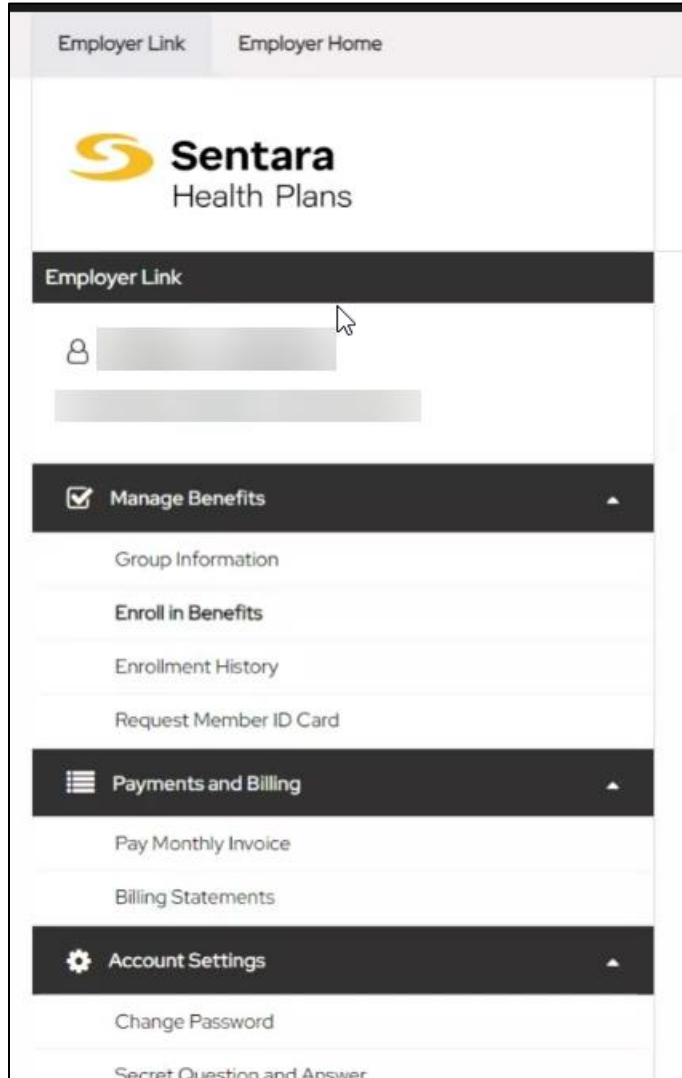 Employer Link Employer Home
Sentara
Health Plans
Employer Link
Manage Benefits
Group Information
Enroll in Benefits
Enrollment History
Request Member ID Card
Payments and Billing
Pay Monthly Invoice
Billing Statements
Account Settings
Change Password
Secret Question and Answer